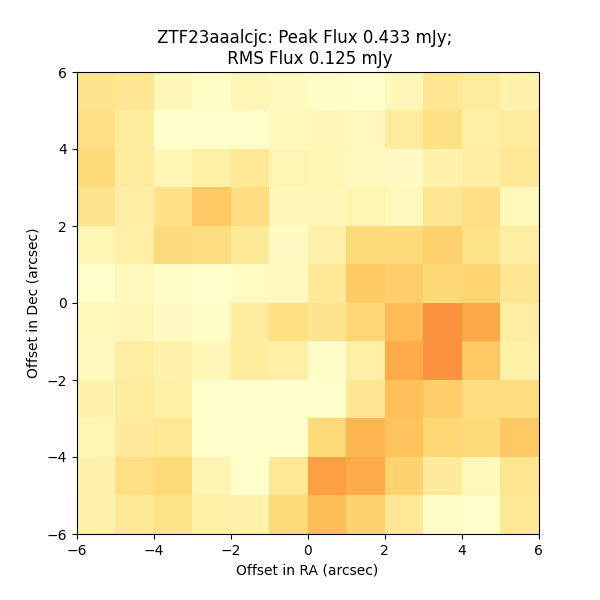 ZTF23aaalcjc: Peak Flux 0.433 mJy;
RMS Flux 0.125 mJy
6
4
2
0
−2
−4
−6
Offset in Dec (arcsec)
−6 −4 −2 0 2 4 6
Offset in RA (arcsec)